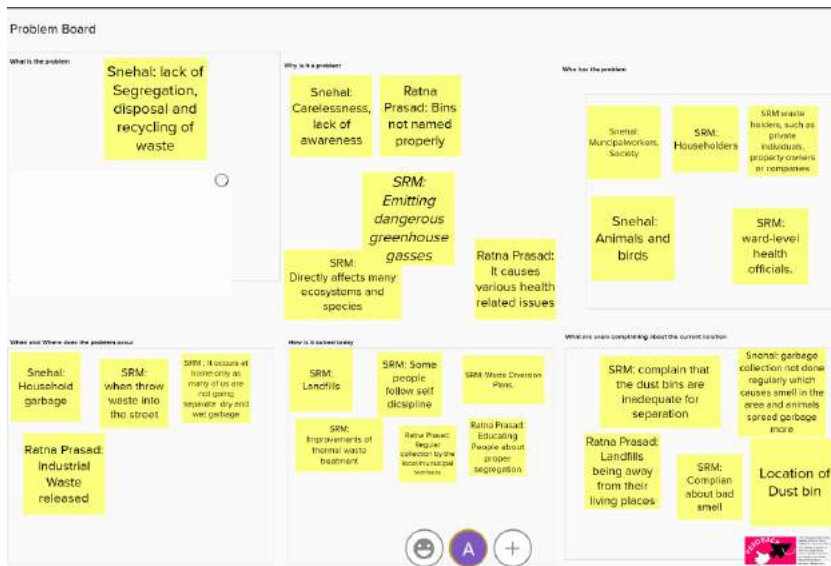 Problem Board
What is the problem
Snehal: lack of
Segregation,
disposal and
recycling of
waste
Why is it a problem
Snehal:
Carelessness,
lack of
awareness
Ratna
Prasad: Bins
not named
properly
SRM:
Emitting
dangerous
greenhouse
gasses
SRM:
Directly affects many
ecosystems and
species
Ratna Prasad:
It causes
various health
related issues
Who has the problem
Snehal:
Muncipalworkers,
Society
SRM:
Householders
SRM:waste
holders, such as
private
individuals,
property owners
or companies
Snehal:
Animals and
birds
SRM:
ward-level
health
officials.
When and Where does the problem occur
Snehal:
Household
garbage
SRM:
when throw
waste into
the street
SRM ; It occurs at
home only as
many of us are
not going
separate dry and
wet garbage
Ratna Prasad:
Industrial
Waste
released
How is it solved today
SRM:
Landfills
SRM: Some
people
follow self
dicsipline
SRM: Waste Diversion
Plans.
SRM:
Improvements of
thermal waste
treatment
Ratna Prasad:
Regular
collection by the
local/municipal
workers
Ratna Prasad:
Educating
People about
proper
segregation
What are users complaining about the current solution
SRM: complain that
the dust bins are
inadequate for
separation
Snehal: garbage
collection not done
regularly which
causes smell in the
area and animals
spread garbage
more
Ratna Prasad:
Landfills
being away
from their
living places
SRM:
Complian
about bad
smell
Location of
Dust bin
A
FEEDBACK